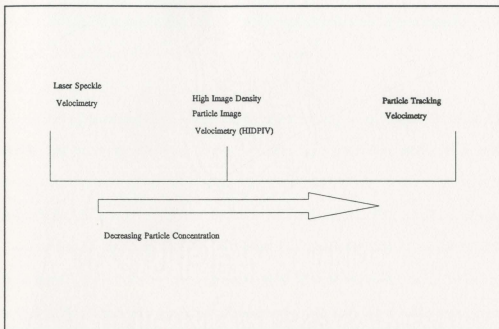 Laser Speckle
Velocimetry
High Image Density
Particle Image
Velocimetry (HIDPIV)
Particle Tracking
Velocimetry
Decreasing Particle Concentration